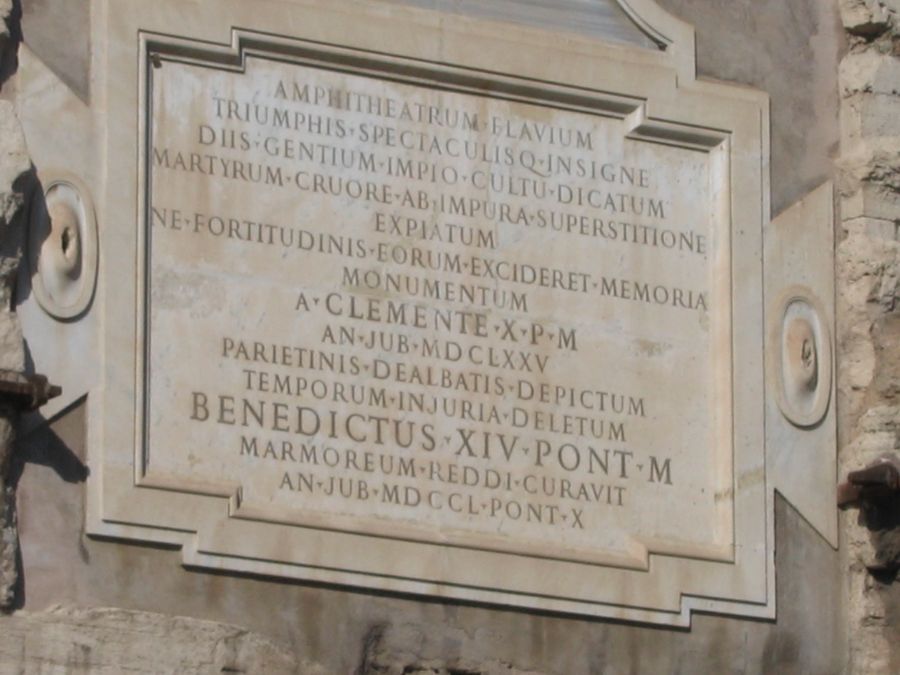 AMPHITHEATRUM·FLAVIUM
TRIUMPHIS·SPECTACULISQ·INSIGNE
DIIS·GENTIUM·IMPIO·CULTU·DICATUM
MARTYRUM·CRUORE·AB·IMPURA·SUPERSTITIONE
EXPIATUM
NE·FORTITUDINIS·EORUM·EXCIDERET·MEMORIA
MONUMENTUM
A·CLEMENTE·X·P·M
AN·JUB·MDCLXXV
PARIETINIS·DEALBATIS·DEPICTUM
TEMPORUM·INJURIA·DELETUM
BENEDICTUS·XIV·PONT·M
MARMOREUM·REDDI·CURAVIT
AN·JUB·MDCCL·PONT·X